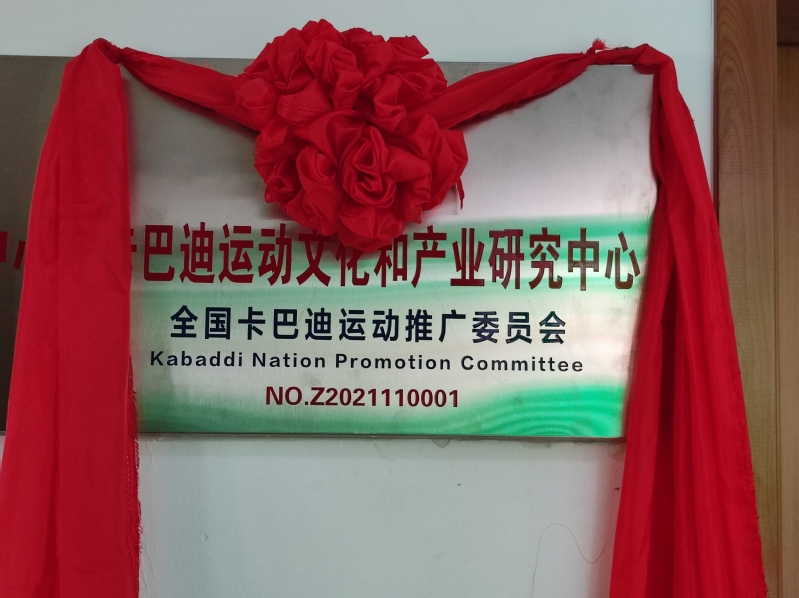 卡巴迪运动文化和产业研究中心
全国卡巴迪运动推广委员会
Kabaddi Nation Promotion Committee
NO.Z2021110001